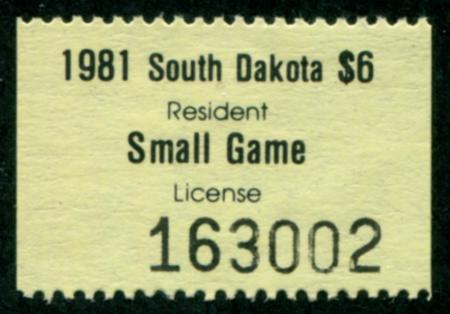 1981 South Dakota $6
Resident
Small Game
License
163002